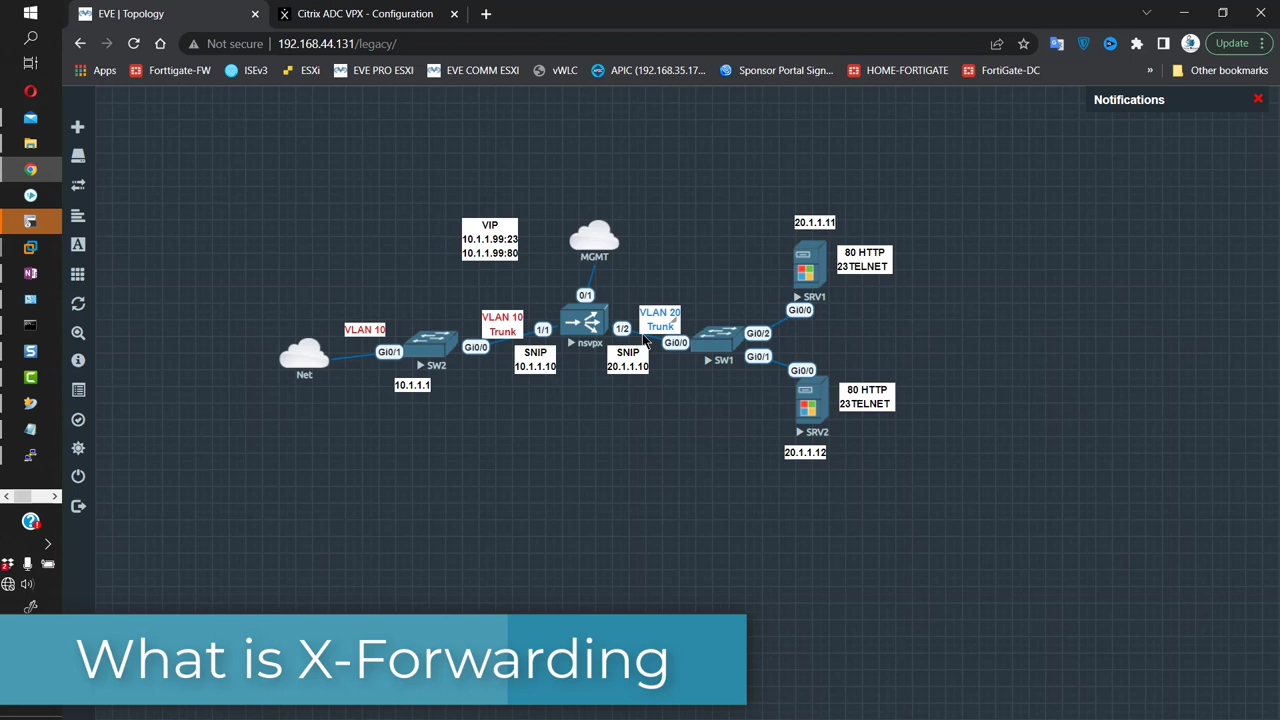 EVE | Topology
Citrix ADC VPX - Configuration
Not secure
192.168.44.131/legacy/
Update
Apps
Forttigate-FW
ISEv3
ESXi
EVE PRO ESXI
EVE COMM ESXI
vWLC
APIC (192.168.35.17...
Sponsor Portal Sign...
HOME-FORTIGATE
FortiGate-DC
»
Other bookmarks
Notifications
VIP
10.1.1.99:23
10.1.1.99:80
MGMT
0/1
20.1.1.11
80 HTTP
23TELNET
SRV1
Gi0/0
VLAN 10
VLAN 10
Trunk
1/1
nsvpx
1/2
VLAN 20
Trunk
Gi0/0
SW1
Gi0/2
Gi0/1
Net
Gi0/1
SW2
Gi0/0
10.1.1.1
SNIP
10.1.1.10
SNIP
20.1.1.10
Gi0/0
80 HTTP
23TELNET
SRV2
20.1.1.12
What is X-Forwarding